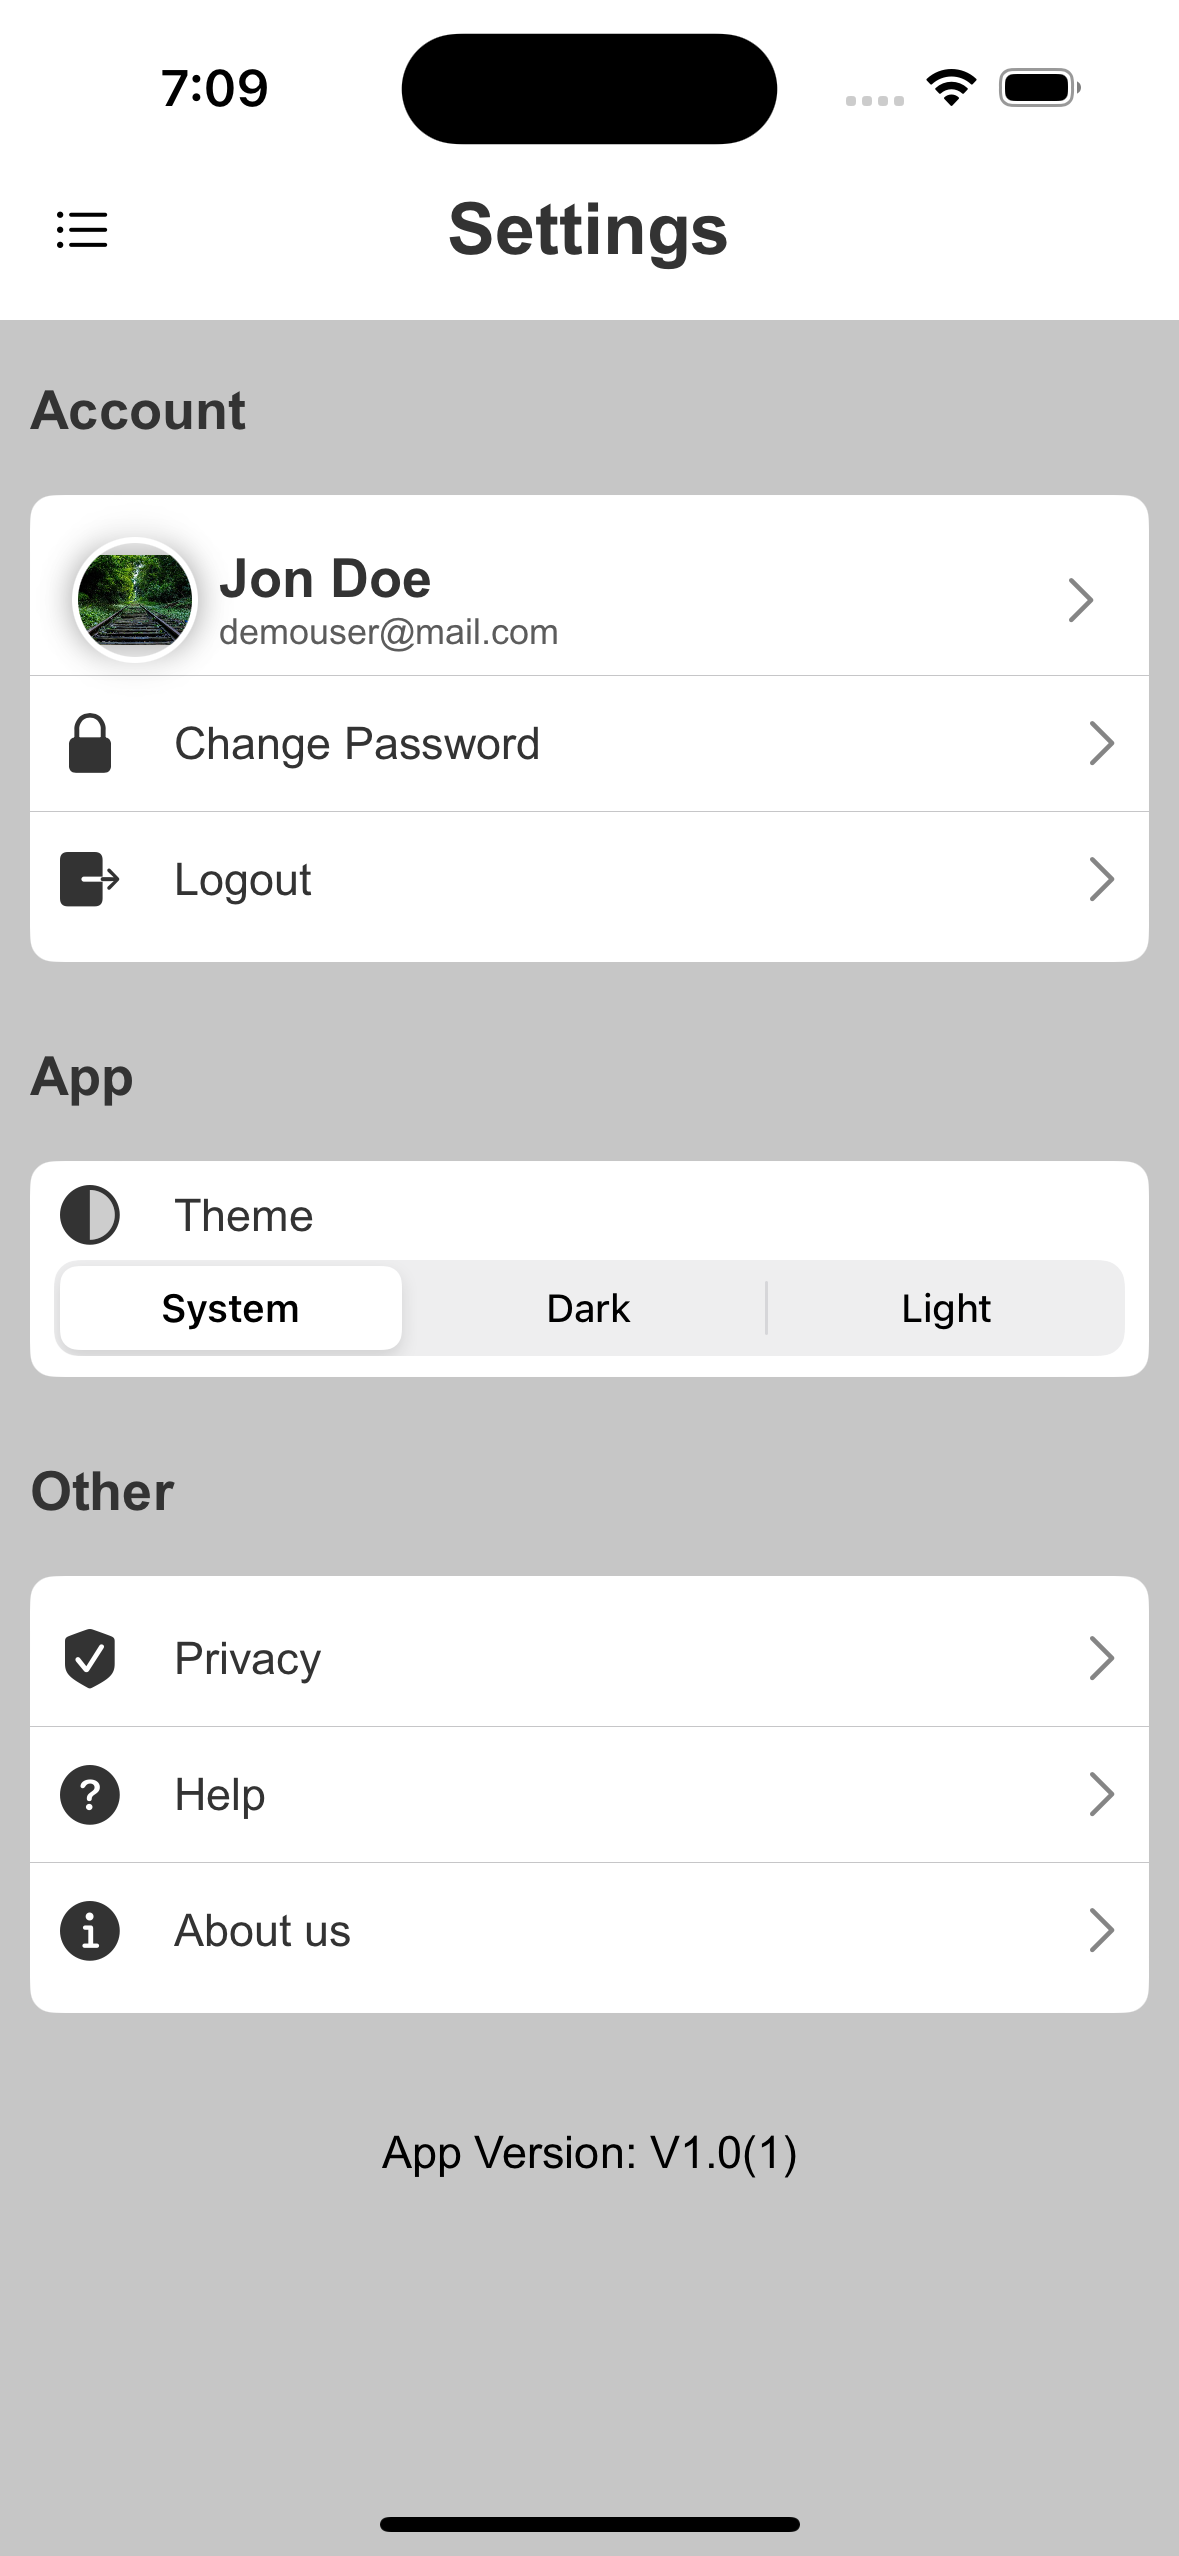 7:09
Settings
Account
Jon Doe
demouser@mail.com
Change Password
Logout
App
Theme
System Dark Light
Other
Privacy
Help
About us
App Version: V1.0(1)